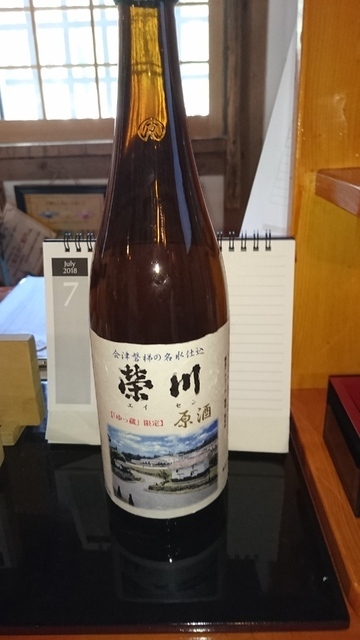 July
2018
7
会津磐梯の名水仕込
榮川
エイセン
【「ゆっ蔵」限定】
原酒